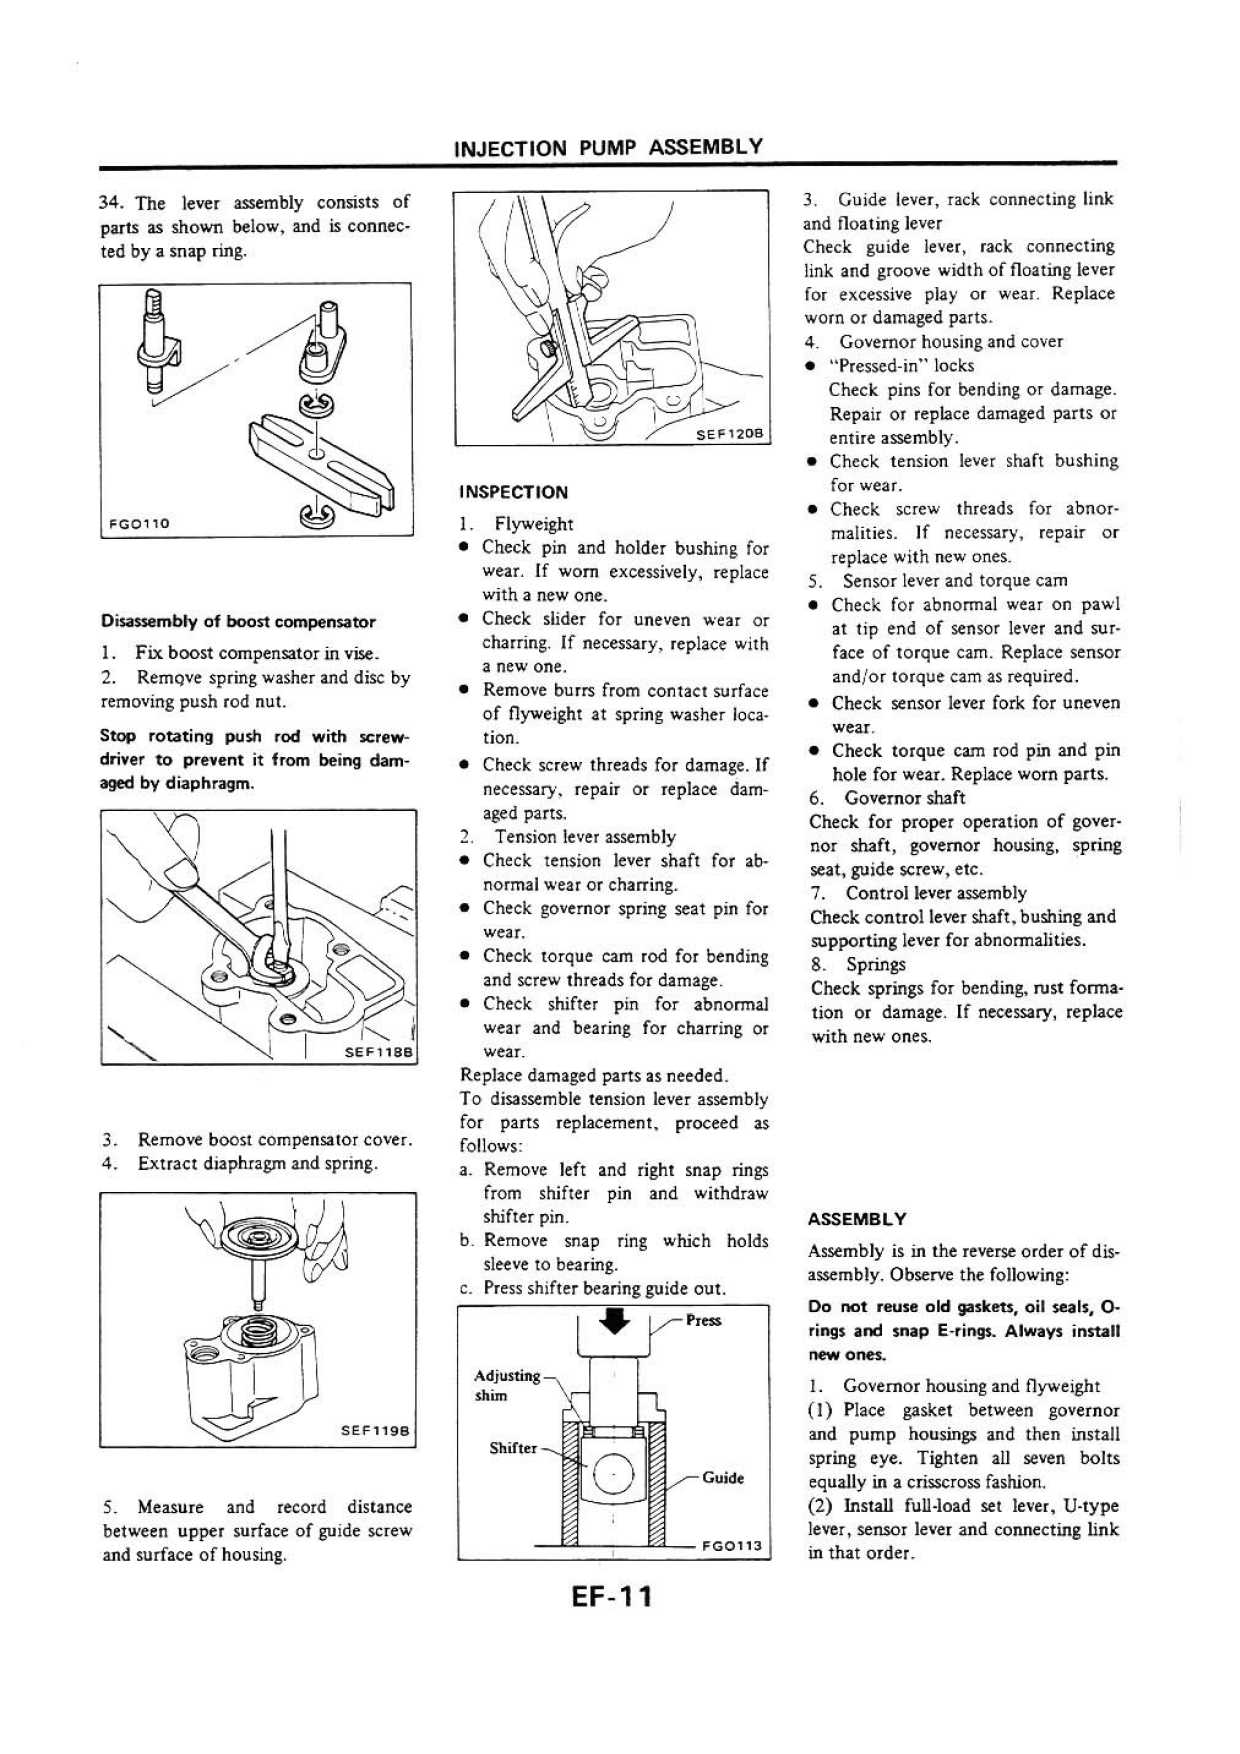 INJECTION PUMP ASSEMBLY
34. The lever assembly consists of
parts as shown below, and is connec-
ted by a snap ring.
FGO110
Disassembly of boost compensator
1. Fix boost compensator in vise.
2. Remove spring washer and disc by
removing push rod nut.
Stop rotating push rod with screw-
driver to prevent it from being dam-
aged by diaphragm.
SEF118B
3. Remove boost compensator cover.
4. Extract diaphragm and spring.
SEF119B
5. Measure and record distance
between upper surface of guide screw
and surface of housing.
SEF120B
INSPECTION
1. Flyweight
● Check pin and holder bushing for
wear. If worn excessively, replace
with a new one.
● Check slider for uneven wear or
charring. If necessary, replace with
a new one.
● Remove burrs from contact surface
of flyweight at spring washer loca-
tion.
● Check screw threads for damage. If
necessary, repair or replace dam-
aged parts.
2. Tension lever assembly
● Check tension lever shaft for ab-
normal wear or charring.
● Check governor spring seat pin for
wear.
● Check torque cam rod for bending
and screw threads for damage.
● Check shifter pin for abnormal
wear and bearing for charring or
wear.
Replace damaged parts as needed.
To disassemble tension lever assembly
for parts replacement, proceed as
follows:
a. Remove left and right snap rings
from shifter pin and withdraw
shifter pin.
b. Remove snap ring which holds
sleeve to bearing.
c. Press shifter bearing guide out.
Press
Adjusting
shim
Shifter
Guide
FGO113
3. Guide lever, rack connecting link
and floating lever
Check guide lever, rack connecting
link and groove width of floating lever
for excessive play or wear. Replace
worn or damaged parts.
4. Governor housing and cover
● "Pressed-in" locks
Check pins for bending or damage.
Repair or replace damaged parts or
entire assembly.
● Check tension lever shaft bushing
for wear.
● Check screw threads for abnor-
malities. If necessary, repair or
replace with new ones.
5. Sensor lever and torque cam
● Check for abnormal wear on pawl
at tip end of sensor lever and sur-
face of torque cam. Replace sensor
and/or torque cam as required.
● Check sensor lever fork for uneven
wear.
● Check torque cam rod pin and pin
hole for wear. Replace worn parts.
6. Governor shaft
Check for proper operation of gover-
nor shaft, governor housing, spring
seat, guide screw, etc.
7. Control lever assembly
Check control lever shaft, bushing and
supporting lever for abnormalities.
8. Springs
Check springs for bending, rust forma-
tion or damage. If necessary, replace
with new ones.
ASSEMBLY
Assembly is in the reverse order of dis-
assembly. Observe the following:
Do not reuse old gaskets, oil seals, O-
rings and snap E-rings. Always install
new ones.
1. Governor housing and flyweight
(1) Place gasket between governor
and pump housings and then install
spring eye. Tighten all seven bolts
equally in a crisscross fashion.
(2) Install full-load set lever, U-type
lever, sensor lever and connecting link
in that order.
EF-11